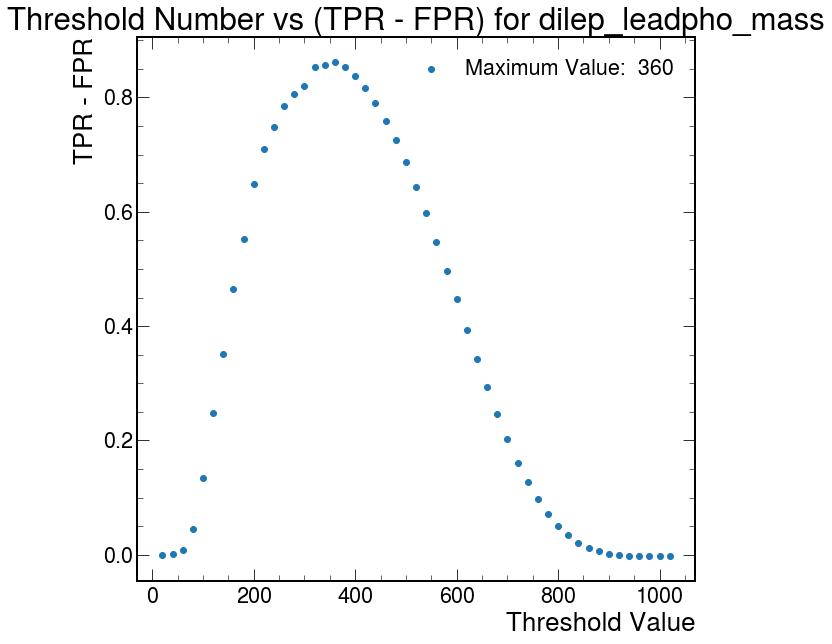 Threshold Number vs (TPR - FPR) for dilep_leadpho_mass
TPR - FPR
Maximum Value: 360
0.8
0.6
0.4
0.2
0.0
0 200 400 600 800 1000
Threshold Value